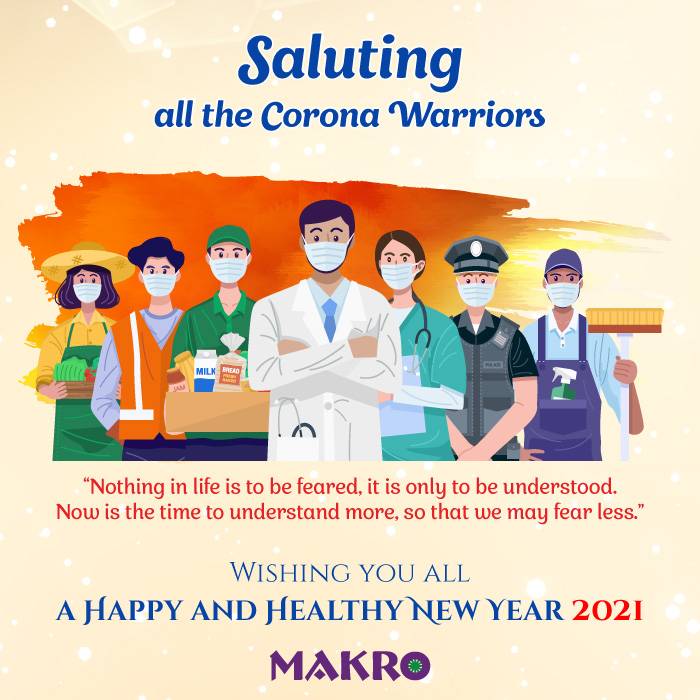 Saluting
all the Corona Warriors
MILK
BREAD
FRESH
BAKED
POLICE
“Nothing in life is to be feared, it is only to be understood.
Now is the time to understand more, so that we may fear less.”
Wishing you all
a Happy and Healthy New Year 2021
MAKRO